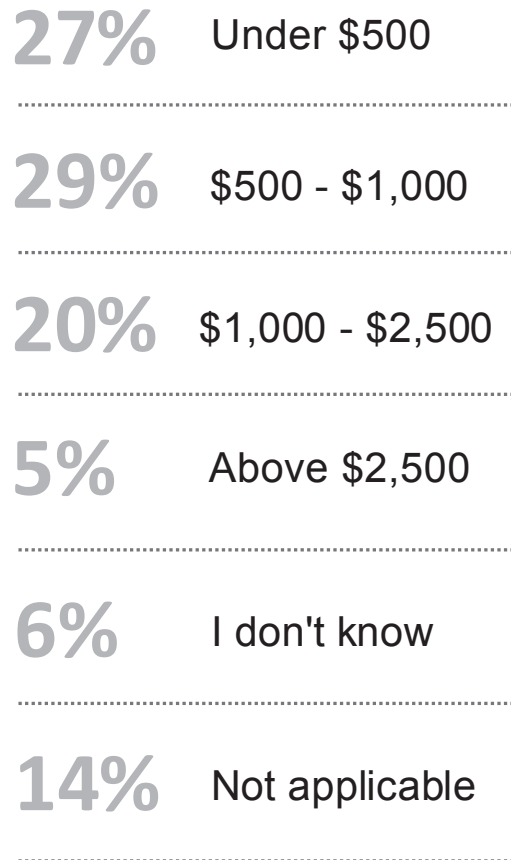 27% Under $500
29% $500 - $1,000
20% $1,000 - $2,500
5% Above $2,500
6% I don't know
14% Not applicable